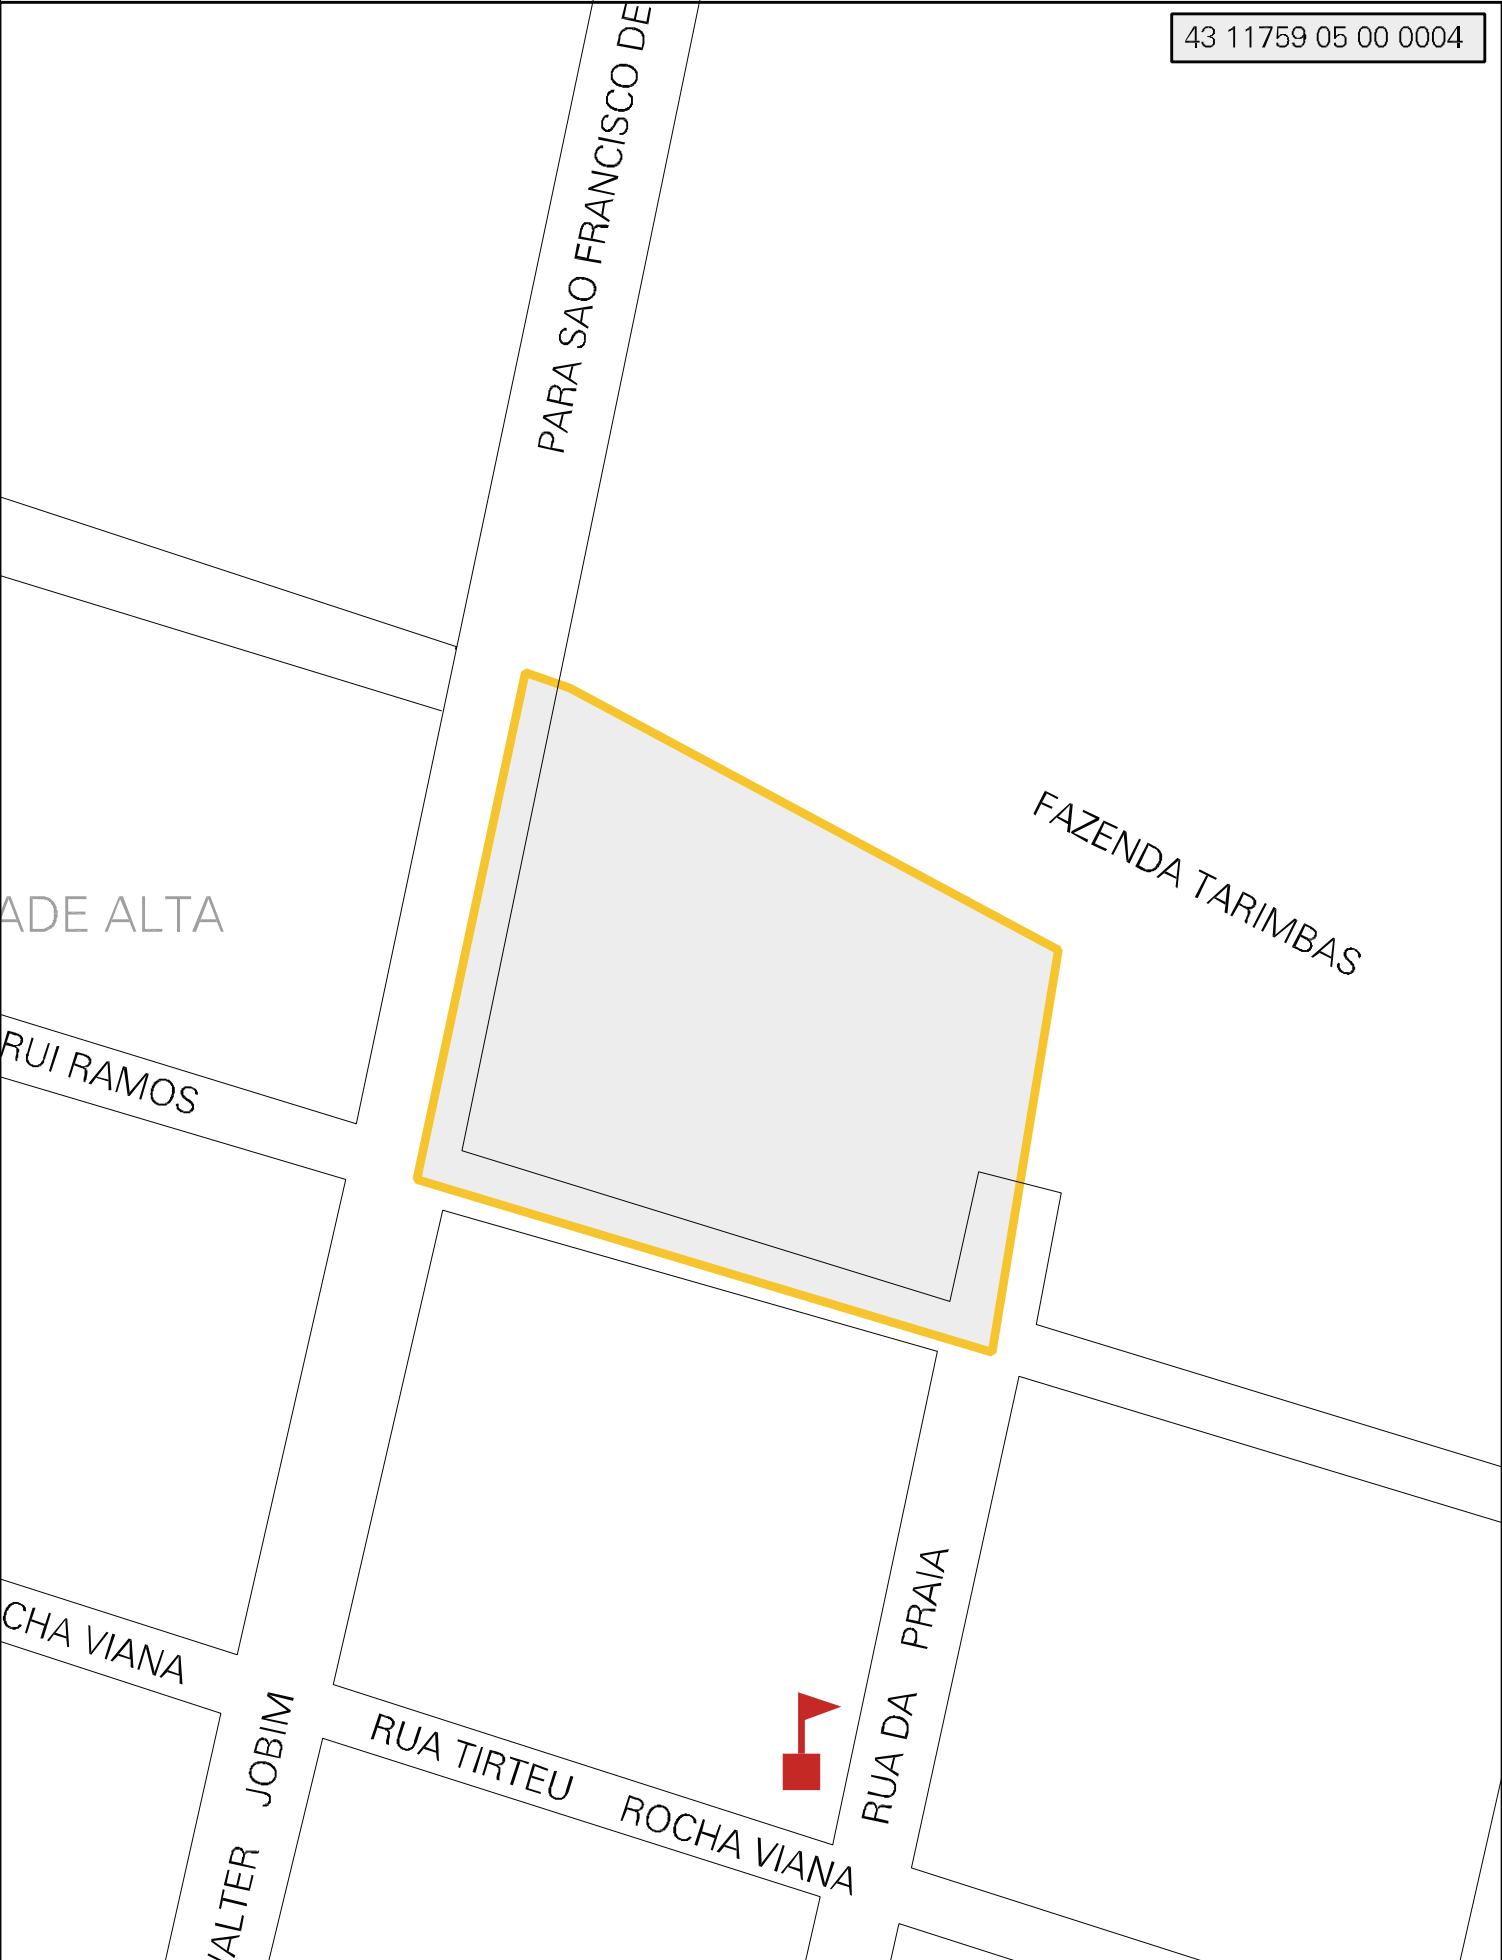 43 11759 05 00 0004
PARA SAO FRANCISCO DE
FAZENDA TARIMBAS
ADE ALTA
RUI RAMOS
CHA VIANA
RUA TIRTEU ROCHA VIANA
RUA DA PRAIA
WALTER JOBIM